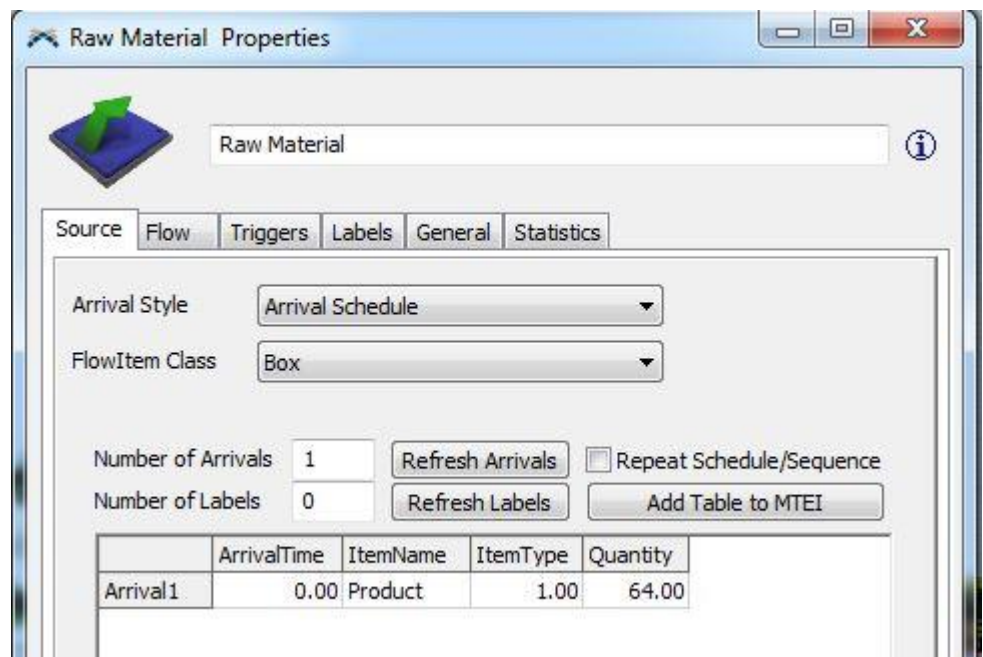 Raw Material Properties
Raw Material
Source Flow Triggers Labels General Statistics
Arrival Style Arrival Schedule
FlowItem Class Box
Number of Arrivals 1 Refresh Arrivals Repeat Schedule/Sequence
Number of Labels 0 Refresh Labels Add Table to MTEI
ArrivalTime ItemName ItemType Quantity
Arrival1 0.00 Product 1.00 64.00